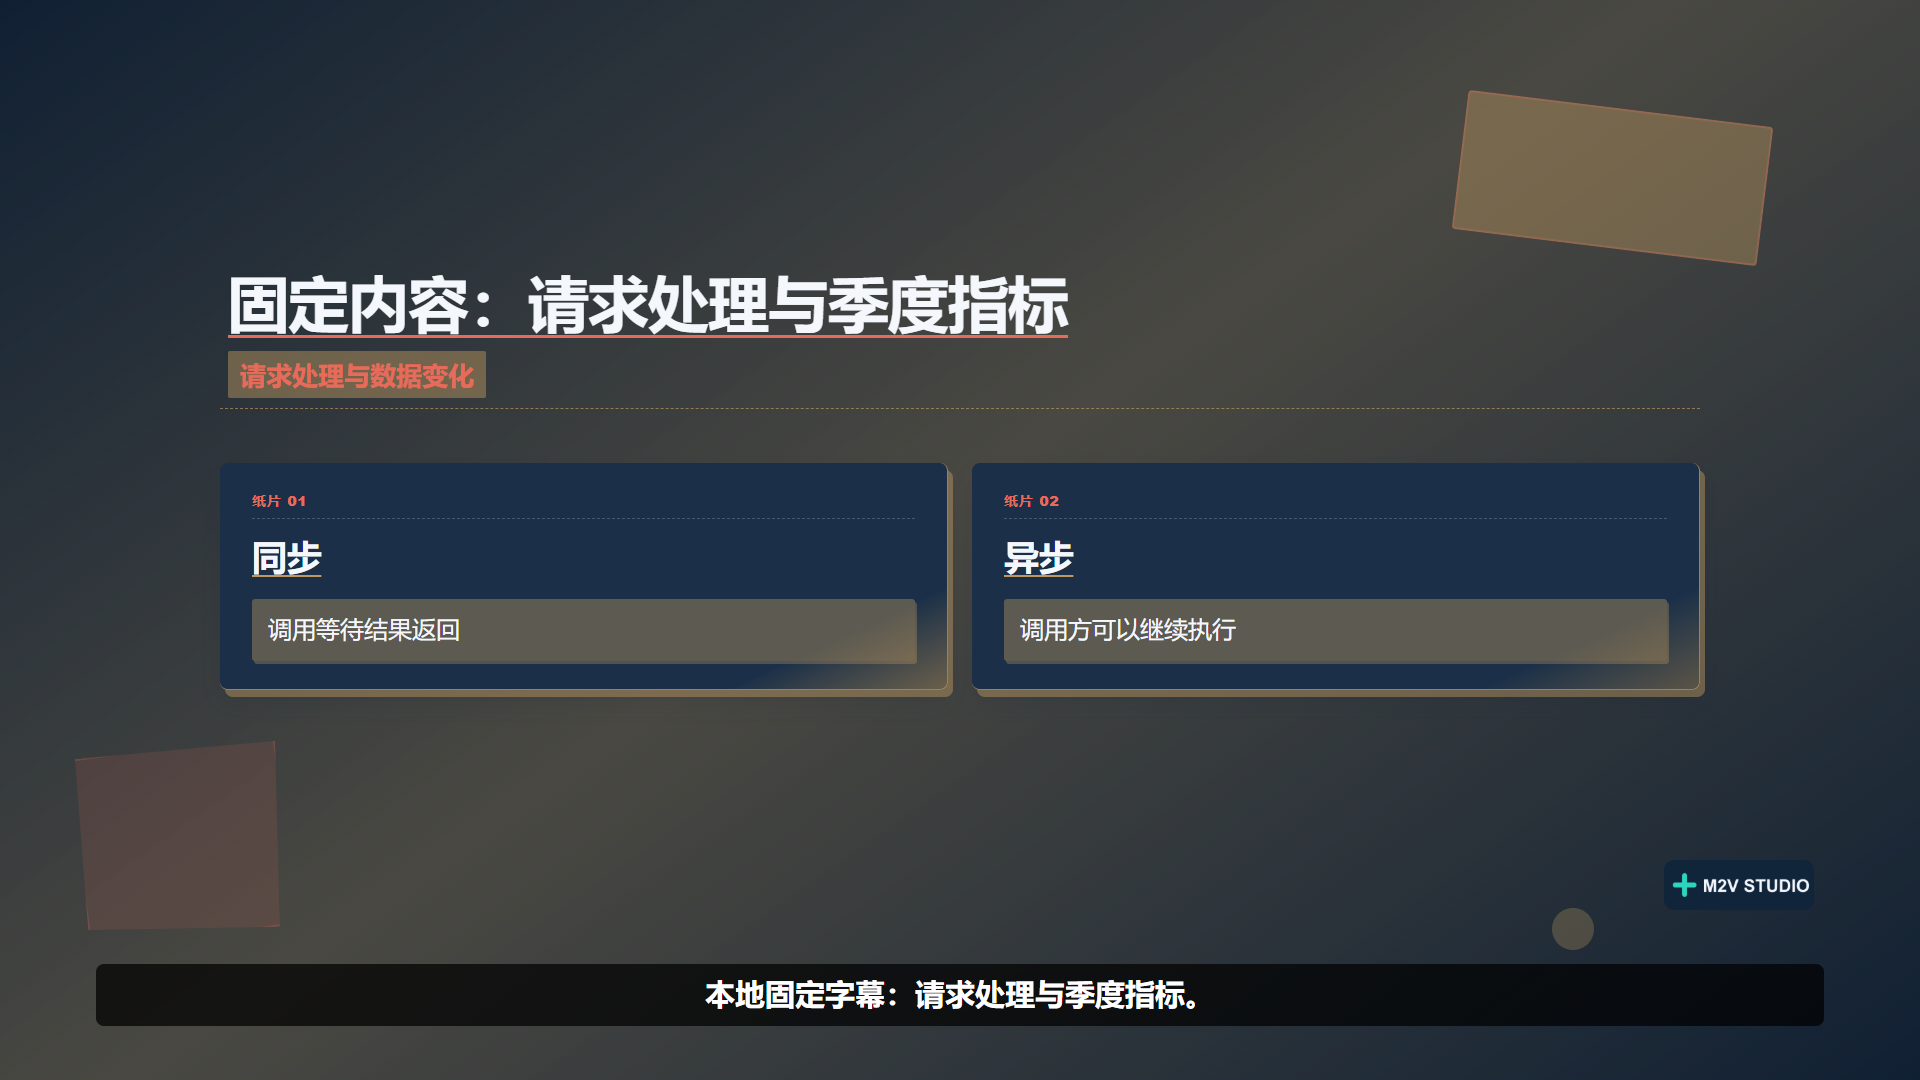 固定内容：请求处理与季度指标
请求处理与数据变化
纸片 01
同步
调用等待结果返回
纸片 02
异步
调用方可以继续执行
M2V STUDIO
本地固定字幕：请求处理与季度指标。